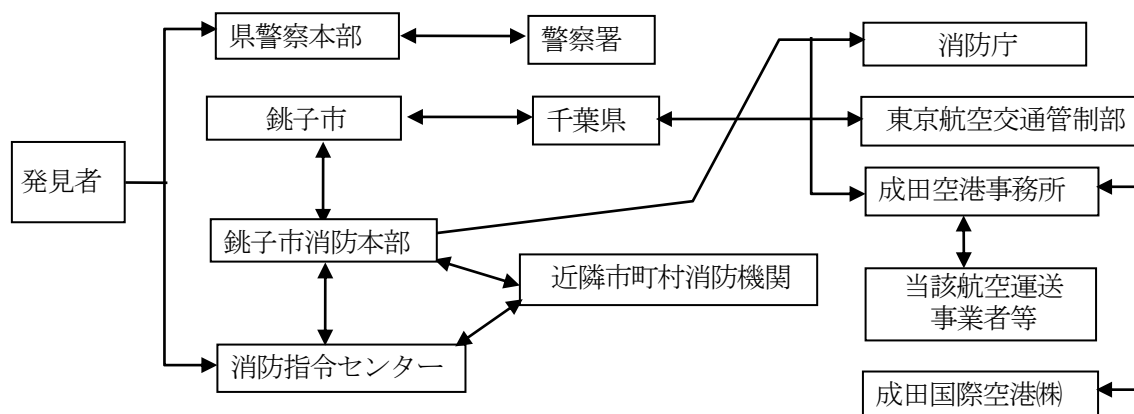 県警察本部
警察署
消防庁
銚子市
千葉県
東京航空交通管制部
発見者
成田空港事務所
銚子市消防本部
近隣市町村消防機関
当該航空運送
事業者等
消防指令センター
成田国際空港㈱